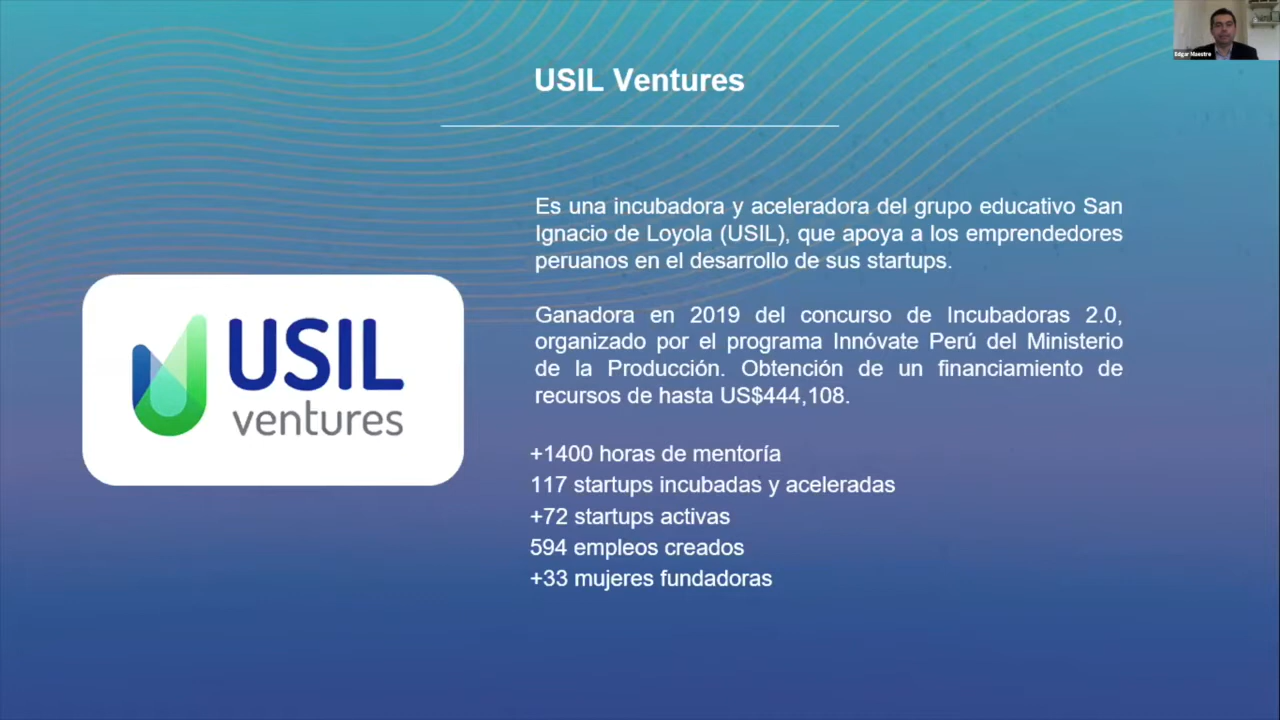 Edgar Maestre
USIL Ventures
Es una incubadora y aceleradora del grupo educativo San
Ignacio de Loyola (USIL), que apoya a los emprendedores
peruanos en el desarrollo de sus startups.
Ganadora en 2019 del concurso de Incubadoras 2.0,
organizado por el programa Innóvate Perú del Ministerio
de la Producción. Obtención de un financiamiento de
recursos de hasta US$444,108.
USIL
ventures
+1400 horas de mentoría
117 startups incubadas y aceleradas
+72 startups activas
594 empleos creados
+33 mujeres fundadoras